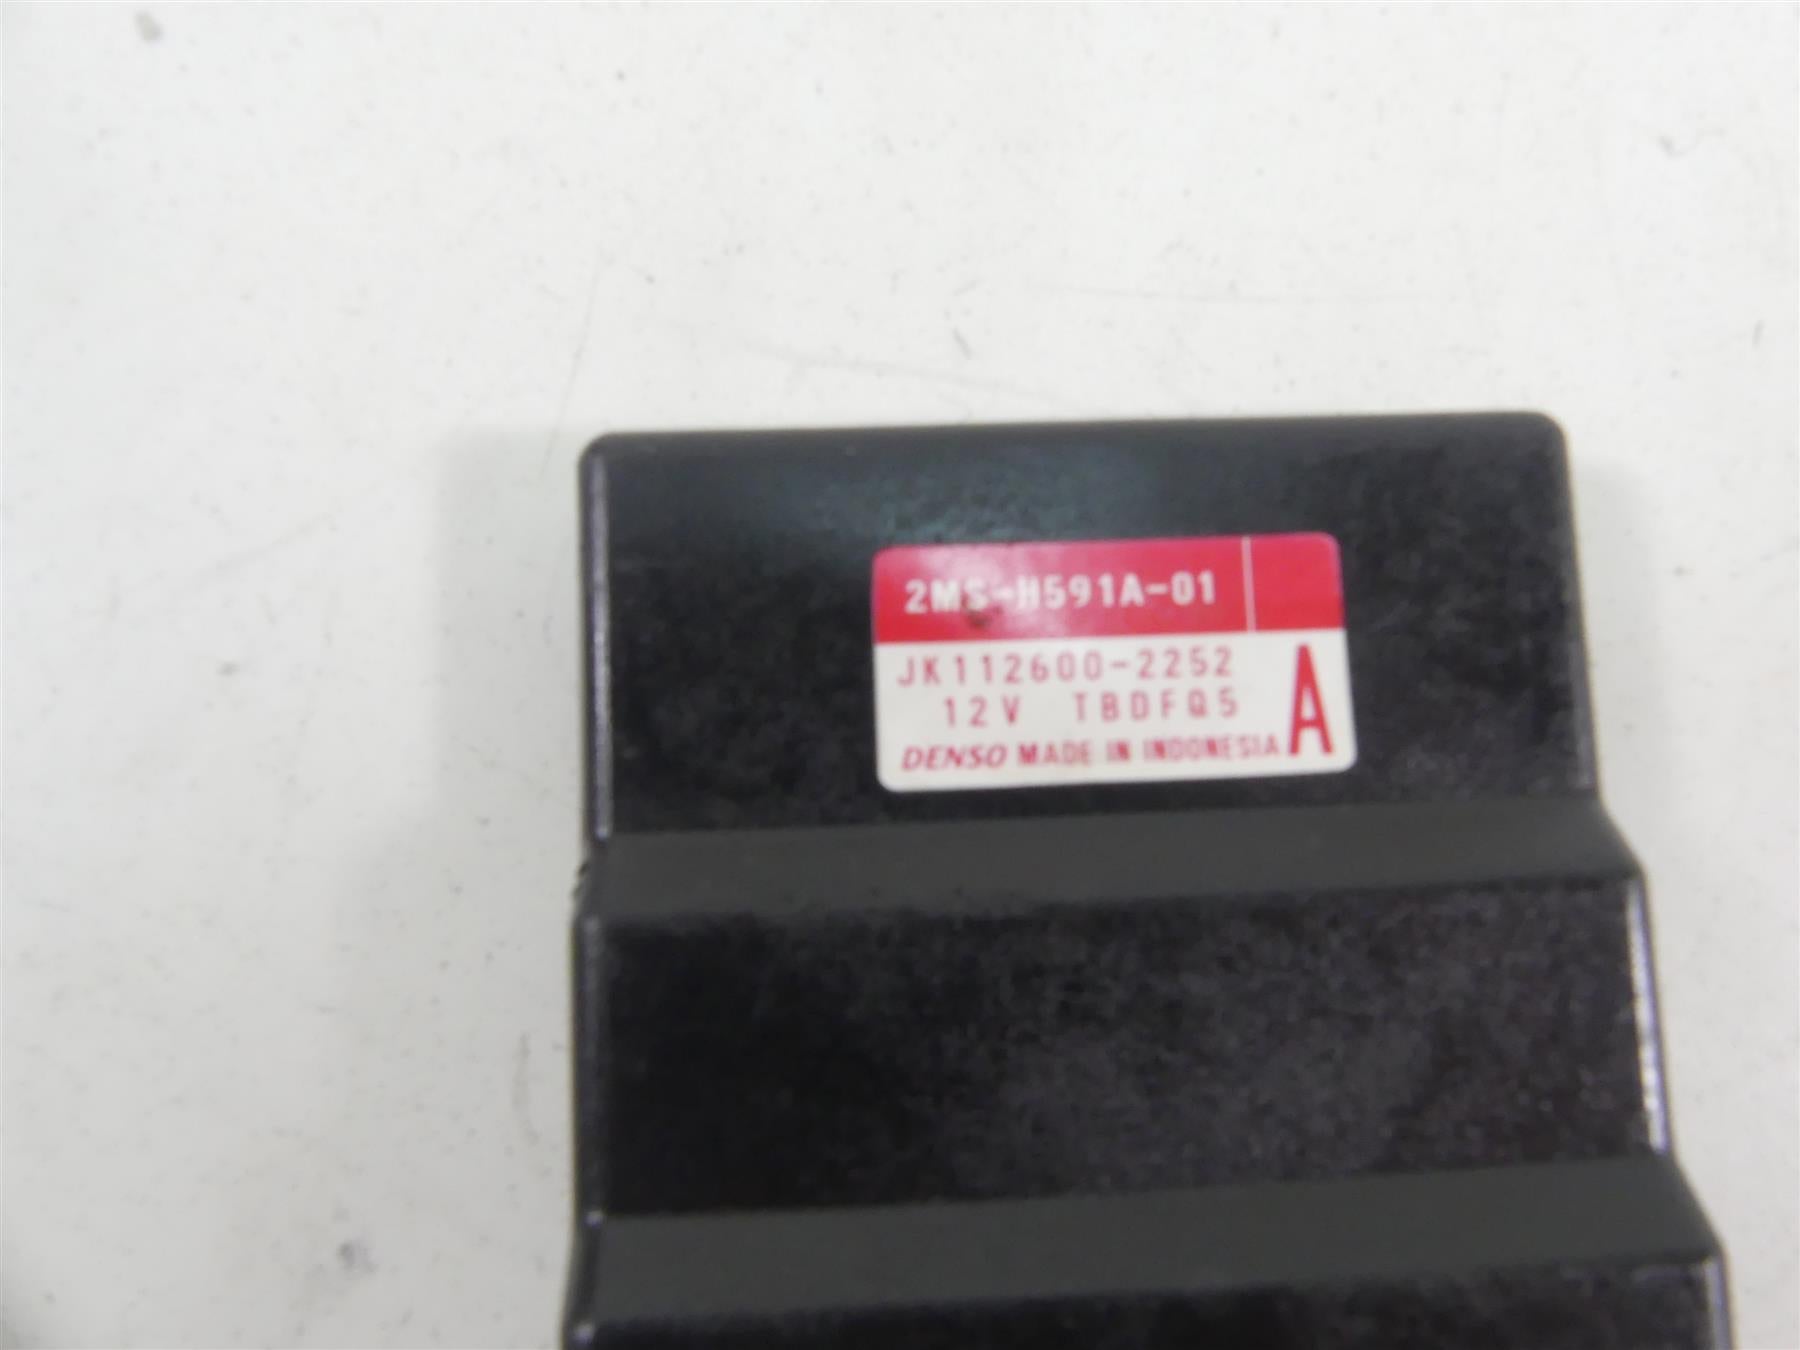 2MS-H591A-01
JK112600-2252
12V TBDFQ5
A
DENSO MADE IN INDONESIA